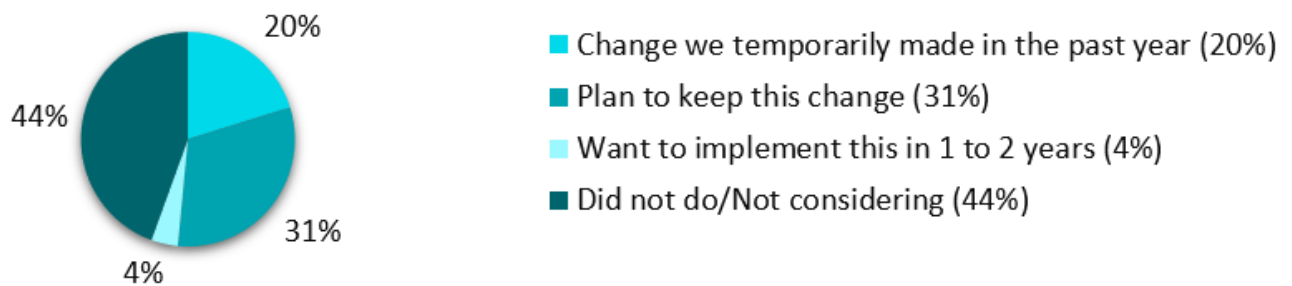 20%
44%
31%
4%
Change we temporarily made in the past year (20%)
Plan to keep this change (31%)
Want to implement this in 1 to 2 years (4%)
Did not do/Not considering (44%)